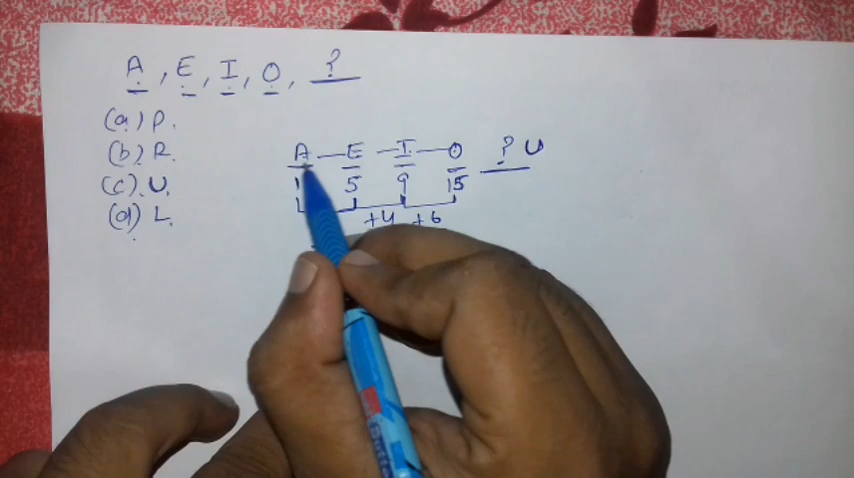 A, E, I, O, ?
(a) P.
(b) R.
(c). U.
(d) L.
A — E — I — O ? U
1 5 9 15
+4 +6